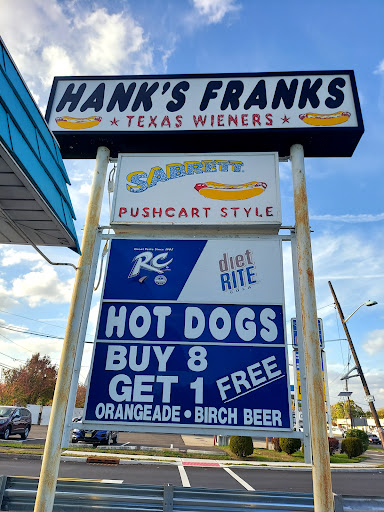 HANK'S FRANKS
★ TEXAS WIENERS ★
SABRETT
PUSHCART STYLE
RC
diet
RITE
COLA
HOT DOGS
BUY 8
GET 1 FREE
ORANGEADE • BIRCH BEER